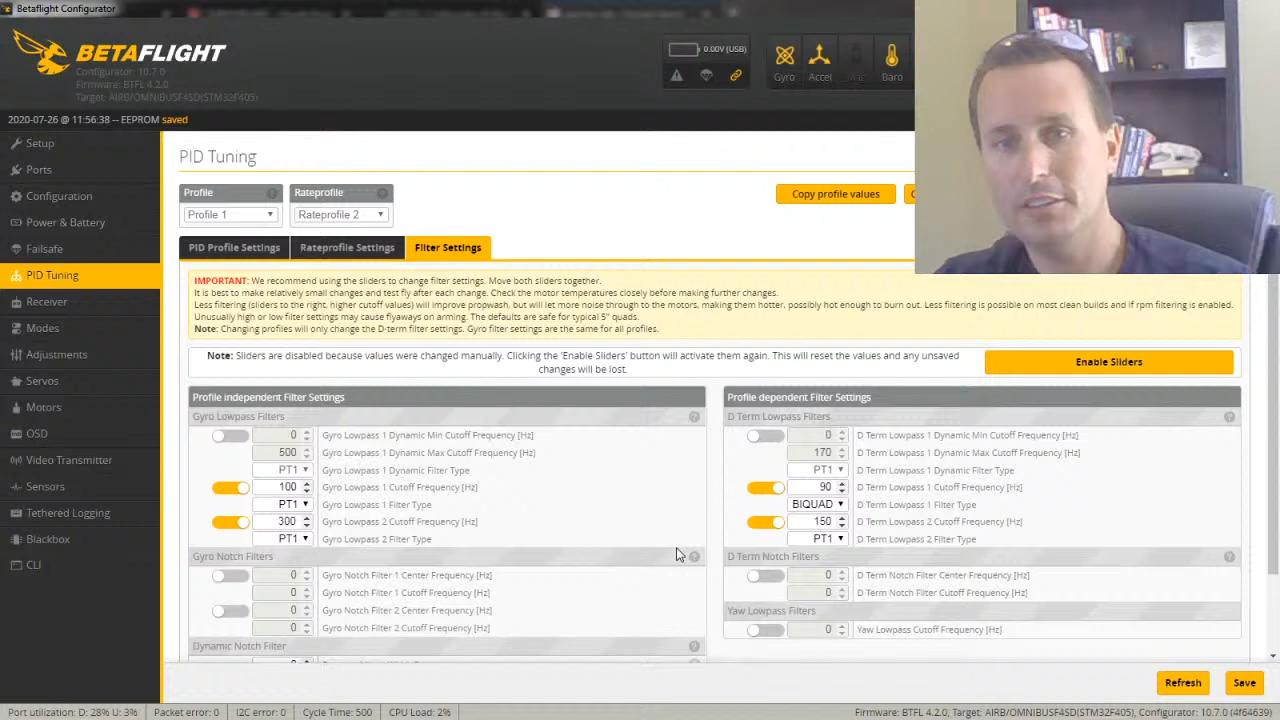 Betaflight Configurator
BETAFLIGHT
Configurator: 10.7.0
Firmware: BTFL 4.2.0
Target: AIRB/OMNIBUSF4SD(STM32F405)
0.00V (USB)
Gyro Accel Mag Baro
2020-07-26 @ 11:56:38 -- EEPROM saved
Setup
Ports
Configuration
Power & Battery
Failsafe
PID Tuning
Receiver
Modes
Adjustments
Servos
Motors
OSD
Video Transmitter
Sensors
Tethered Logging
Blackbox
CLI
PID Tuning
Profile
Profile 1
Rateprofile
Rateprofile 2
Copy profile values
PID Profile Settings
Rateprofile Settings
Filter Settings
IMPORTANT: We recommend using the sliders to change filter settings. Move both sliders together.
It is best to make relatively small changes and test fly after each change. Check the motor temperatures closely before making further changes.
Less filtering (sliders to the right, higher cutoff values) will improve propwash, but will let more noise through to the motors, making them hotter, possibly hot enough to burn out. Less filtering is possible on most clean builds and if rpm filtering is enabled.
Unusually high or low filter settings may cause flyaways on arming. The defaults are safe for typical 5" quads.
Note: Changing profiles will only change the D-term filter settings. Gyro filter settings are the same for all profiles.
Note: Sliders are disabled because values were changed manually. Clicking the 'Enable Sliders' button will activate them again. This will reset the values and any unsaved
changes will be lost.
Enable Sliders
Profile independent Filter Settings
Gyro Lowpass Filters
0 Gyro Lowpass 1 Dynamic Min Cutoff Frequency [Hz]
500 Gyro Lowpass 1 Dynamic Max Cutoff Frequency [Hz]
PT1 Gyro Lowpass 1 Dynamic Filter Type
100 Gyro Lowpass 1 Cutoff Frequency [Hz]
PT1 Gyro Lowpass 1 Filter Type
300 Gyro Lowpass 2 Cutoff Frequency [Hz]
PT1 Gyro Lowpass 2 Filter Type
Gyro Notch Filters
0 Gyro Notch Filter 1 Center Frequency [Hz]
0 Gyro Notch Filter 1 Cutoff Frequency [Hz]
0 Gyro Notch Filter 2 Center Frequency [Hz]
0 Gyro Notch Filter 2 Cutoff Frequency [Hz]
Dynamic Notch Filter
Profile dependent Filter Settings
D Term Lowpass Filters
0 D Term Lowpass 1 Dynamic Min Cutoff Frequency [Hz]
170 D Term Lowpass 1 Dynamic Max Cutoff Frequency [Hz]
PT1 D Term Lowpass 1 Dynamic Filter Type
90 D Term Lowpass 1 Cutoff Frequency [Hz]
BIQUAD D Term Lowpass 1 Filter Type
150 D Term Lowpass 2 Cutoff Frequency [Hz]
PT1 D Term Lowpass 2 Filter Type
D Term Notch Filters
0 D Term Notch Filter Center Frequency [Hz]
0 D Term Notch Filter Cutoff Frequency [Hz]
Yaw Lowpass Filters
0 Yaw Lowpass Cutoff Frequency [Hz]
Refresh
Save
Port utilization: D: 28% U: 3%
Packet error: 0
I2C error: 0
Cycle Time: 500
CPU Load: 2%
Firmware: BTFL 4.2.0, Target: AIRB/OMNIBUSF4SD(STM32F405), Configurator: 10.7.0 (4f64639)